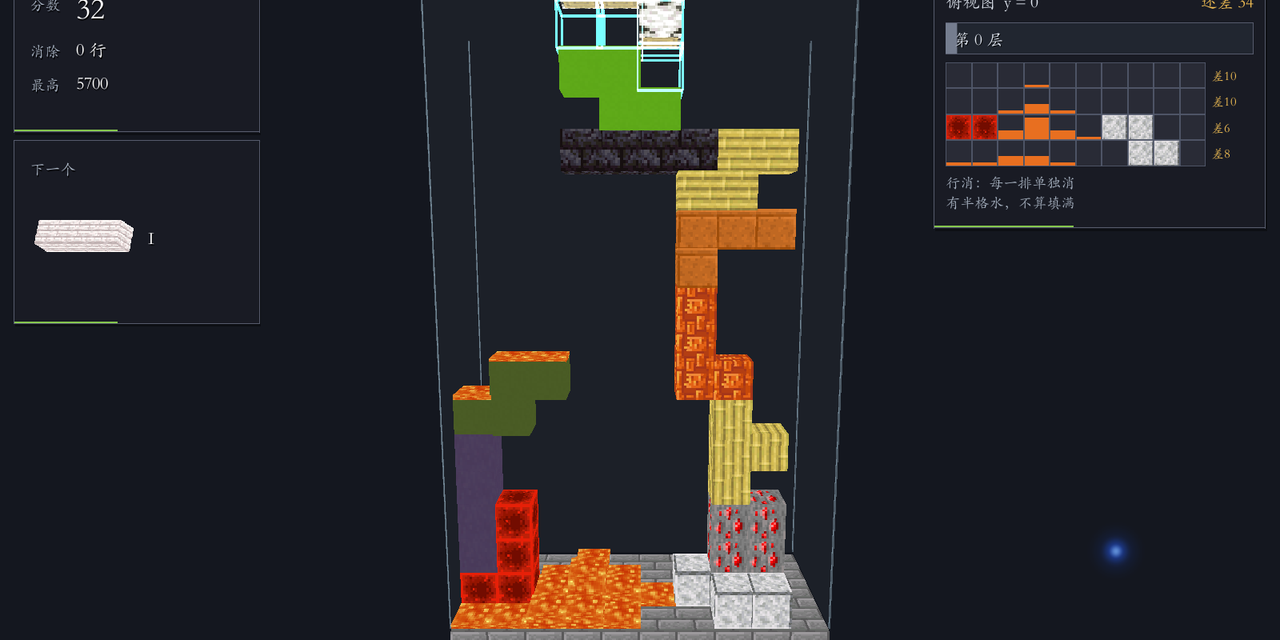 分数 32
消除 0 行
最高 5700
下一个
I
俯视图 y = 0 还差 34
第 0 层
差10
差10
差6
差8
行消：每一排单独消
有半格水，不算填满